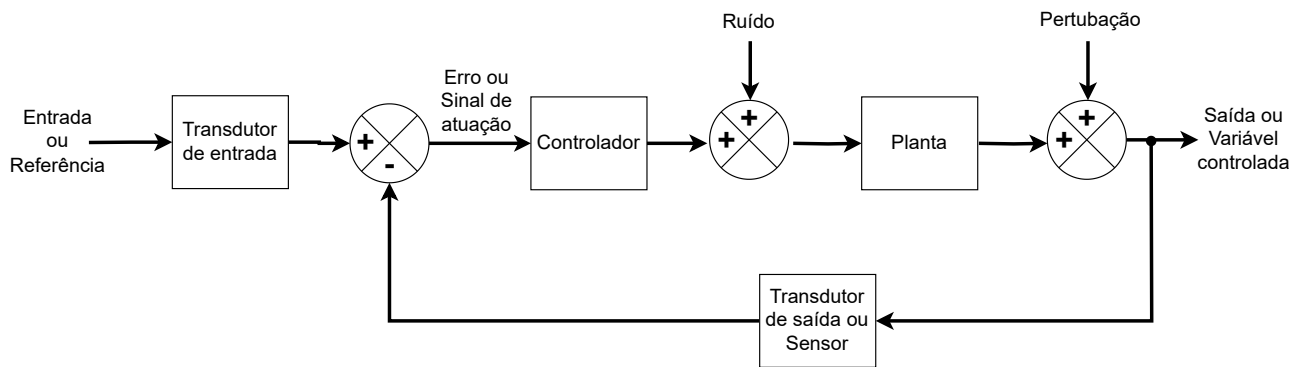 Ruído
Pertubação
Erro ou
Sinal de
atuação
Entrada
ou
Referência
Transdutor
de entrada
+
-
Controlador
+
+
Planta
+
+
Saída ou
Variável
controlada
Transdutor
de saída ou
Sensor